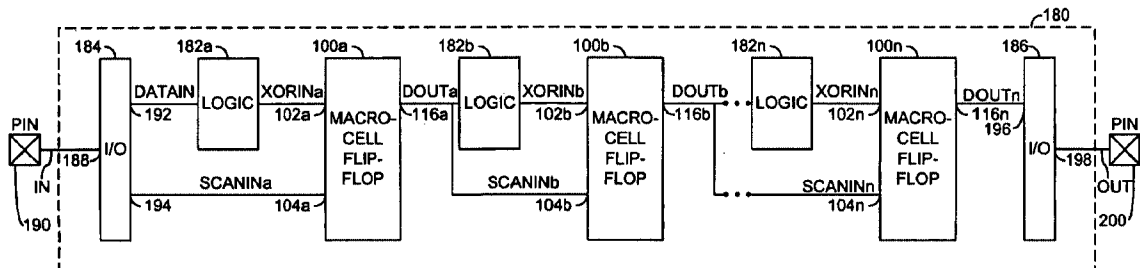 180
184 182a 100a 182b 100b 182n 100n 186
DATAIN XORINa DOUTa XORINb DOUTb XORINn DOUTn
LOGIC LOGIC LOGIC
192 102a 116a 102b 116b 102n 116n
196
PIN I/O MACRO-CELL FLIP-FLOP MACRO-CELL FLIP-FLOP MACRO-CELL FLIP-FLOP I/O PIN
188 198
IN OUT
SCANINa SCANINb SCANINn
190 194 104a 104b 104n 200